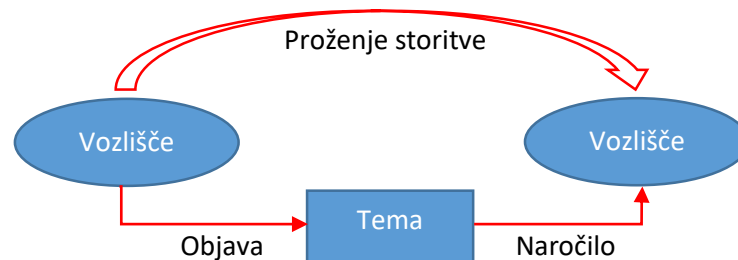 Proženje storitve
Vozlišče
Vozlišče
Tema
Objava
Naročilo